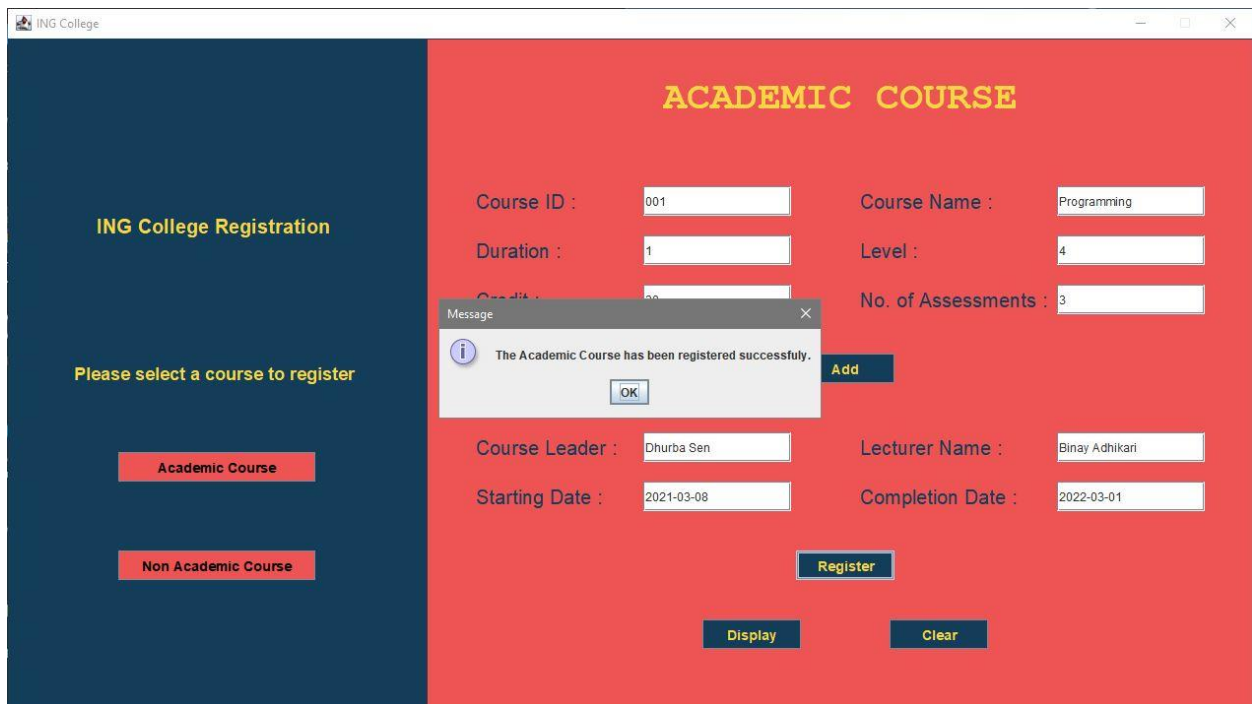 ING College
ACADEMIC COURSE
ING College Registration
Please select a course to register
Academic Course
Non Academic Course
Course ID : 001 Course Name : Programming
Duration : 1 Level : 4
No. of Assessments : 3
Message
The Academic Course has been registered successfuly.
OK
Add
Course Leader : Dhurba Sen Lecturer Name : Binay Adhikari
Starting Date : 2021-03-08 Completion Date : 2022-03-01
Register
Display Clear